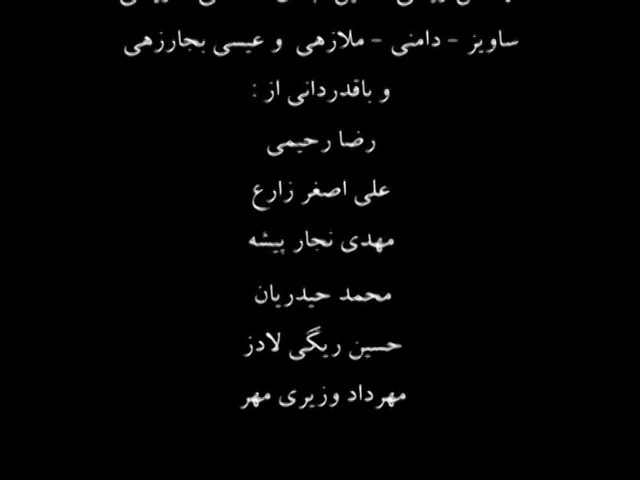 ساویز - دامنی - ملازهی و عیسی بجارزهی
و باقدردانی از :
رضا رحیمی
علی اصغر زارع
مهدی نجار پیشه
محمد حیدریان
حسین ریگی لادز
مهرداد وزیری مهر